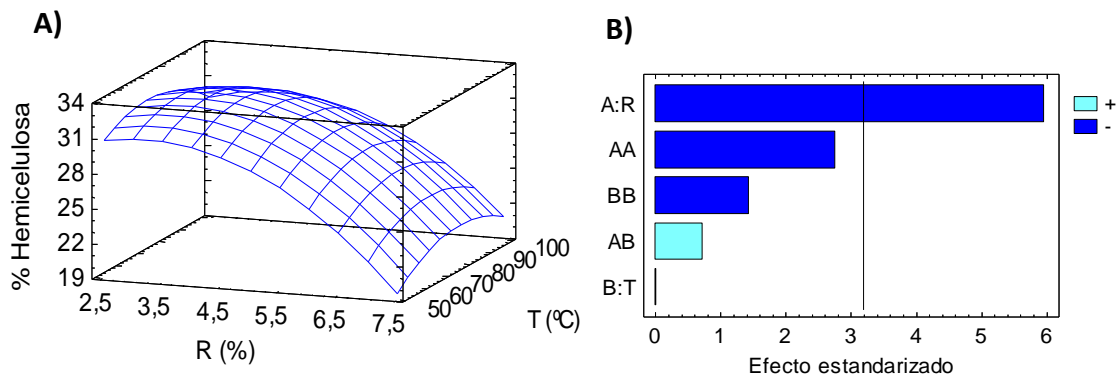 A)
% Hemicelulosa
34
31
28
25
22
19
2,5 3,5 4,5 5,5 6,5 7,5
R (%)
50 60 70 80 90 100
T (ºC)
B)
A:R
AA
BB
AB
B:T
0 1 2 3 4 5 6
Efecto estandarizado
+
-